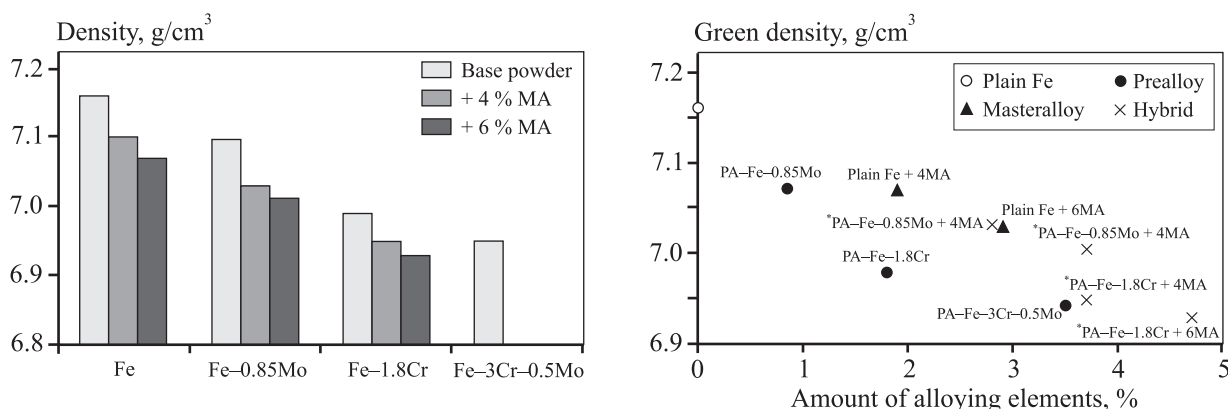 Density, g/cm³
7.2
7.1
7.0
6.9
6.8
Base powder
+ 4 % MA
+ 6 % MA
Fe
Fe–0.85Mo
Fe–1.8Cr
Fe–3Cr–0.5Mo
Green density, g/cm³
7.2
7.1
7.0
6.9
Plain Fe
Prealloy
Masteralloy
Hybrid
PA–Fe–0.85Mo
Plain Fe + 4MA
Plain Fe + 6MA
*PA–Fe–0.85Mo + 4MA
*PA–Fe–0.85Mo + 4MA
PA–Fe–1.8Cr
*PA–Fe–1.8Cr + 4MA
PA–Fe–3Cr–0.5Mo
*PA–Fe–1.8Cr + 6MA
0 1 2 3 4 5
Amount of alloying elements, %